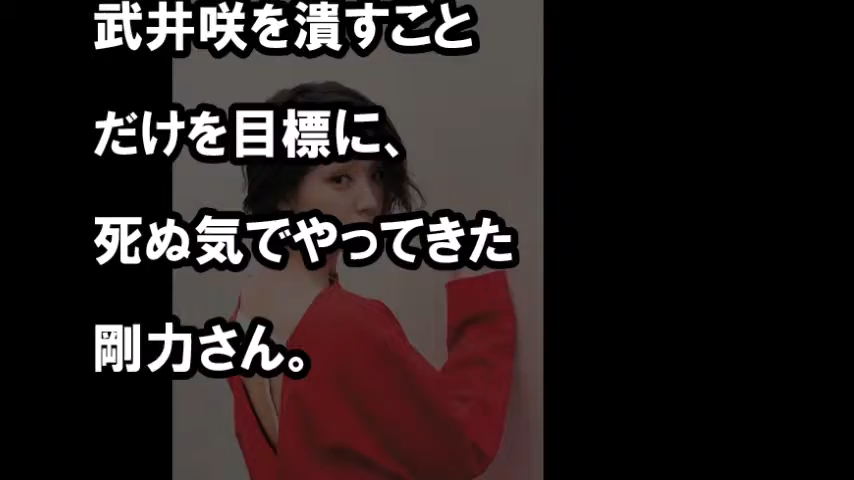 武井咲を潰すこと
だけを目標に、
死ぬ気でやってきた
剛力さん。